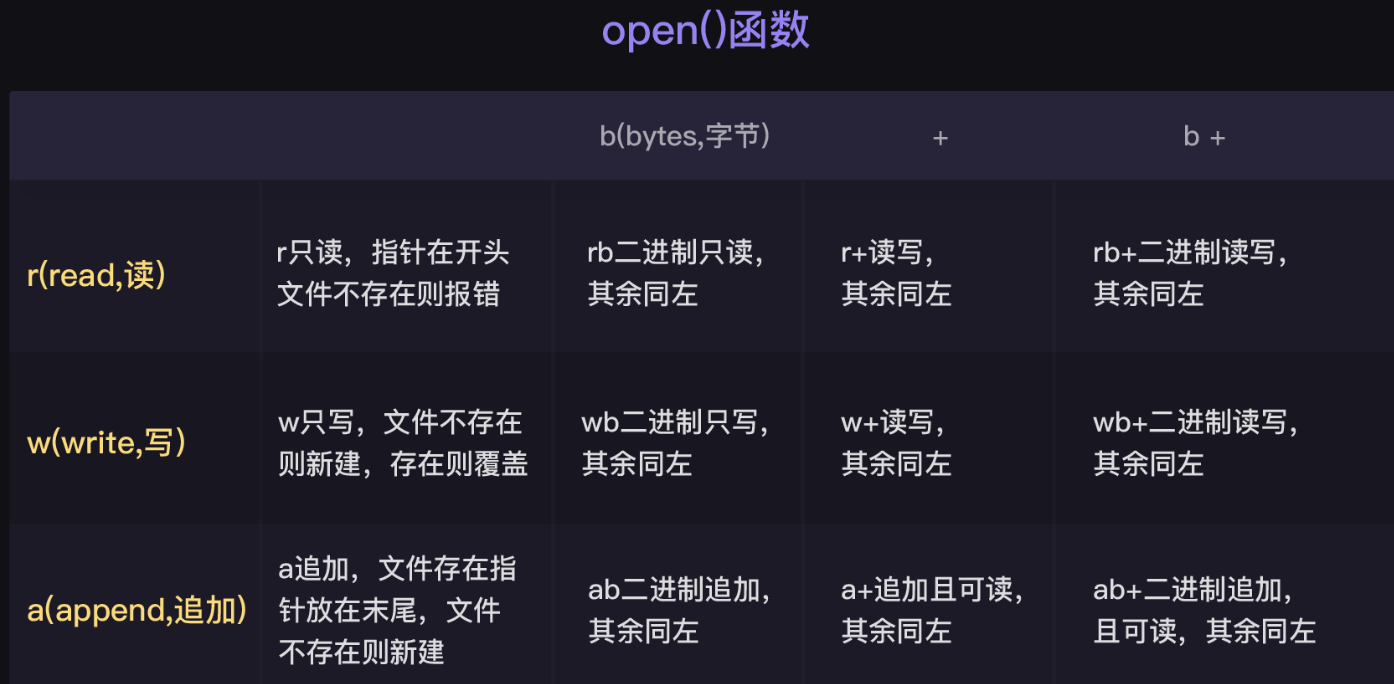 open()函数
b(bytes,字节)
+
b +
r(read,读)
r只读，指针在开头
文件不存在则报错
rb二进制只读，
其余同左
r+读写，
其余同左
rb+二进制读写，
其余同左
w(write,写)
w只写，文件不存在
则新建，存在则覆盖
wb二进制只写，
其余同左
w+读写，
其余同左
wb+二进制读写，
其余同左
a(append,追加)
a追加，文件存在指
针放在末尾，文件
不存在则新建
ab二进制追加，
其余同左
a+追加且可读，
其余同左
ab+二进制追加，
且可读，其余同左